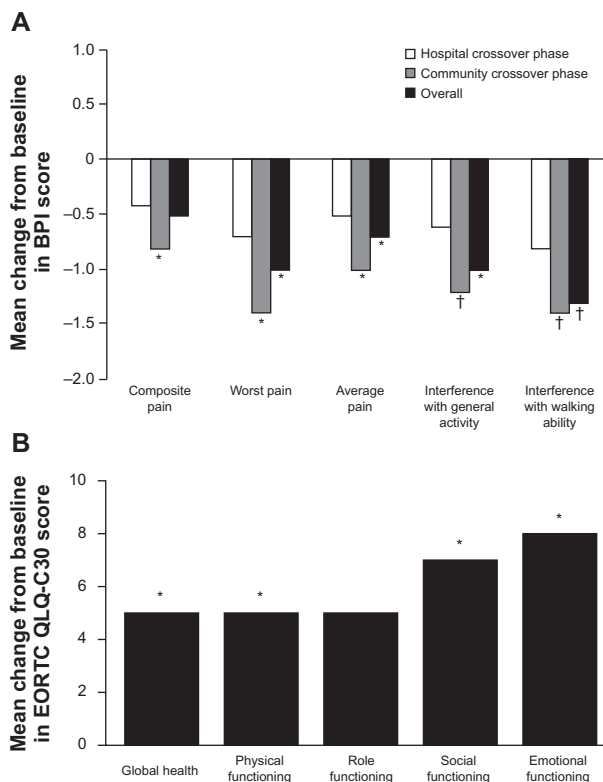 A
Mean change from baseline
in BPI score
1.0
0.5
0
–0.5
–1.0
–1.5
–2.0
Hospital crossover phase
Community crossover phase
Overall
*
*
*
*
*
†
*
†
†
Composite
pain
Worst pain
Average
pain
Interference
with general
activity
Interference
with walking
ability
B
Mean change from baseline
in EORTC QLQ-C30 score
10
8
6
4
2
0
*
*
*
*
Global health
Physical
functioning
Role
functioning
Social
functioning
Emotional
functioning